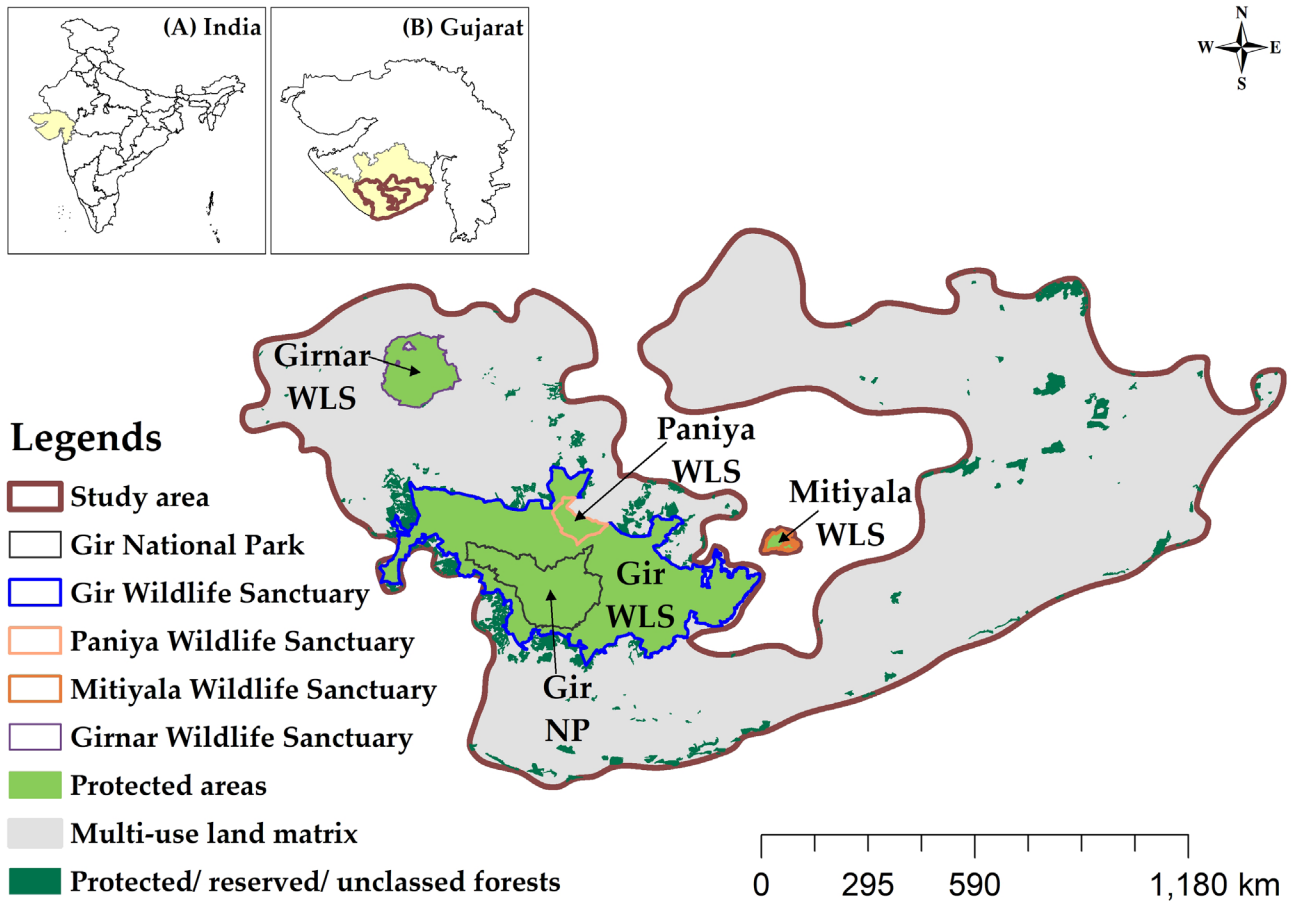 (A) India
(B) Gujarat
N
W E
S
Girnar
WLS
Paniya
WLS
Mitiyala
WLS
Gir
WLS
Gir
NP
Legends
Study area
Gir National Park
Gir Wildlife Sanctuary
Paniya Wildlife Sanctuary
Mitiyala Wildlife Sanctuary
Girnar Wildlife Sanctuary
Protected areas
Multi-use land matrix
Protected/ reserved/ unclassed forests
0 295 590 1,180 km